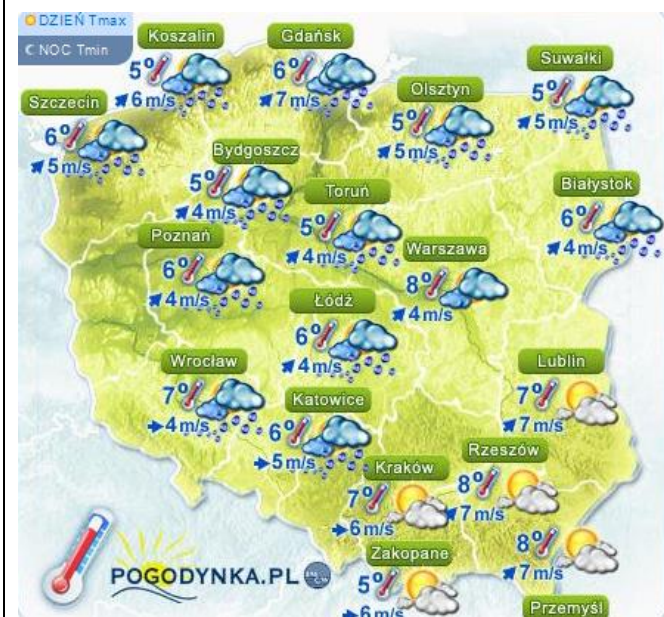 DZIEŃ Tmax
NOC Tmin
Koszalin
5°
6 m/s
Gdańsk
6°
7 m/s
Suwałki
5°
5 m/s
Szczecin
6°
5 m/s
Olsztyn
5°
5 m/s
Bydgoszcz
5°
4 m/s
Toruń
5°
4 m/s
Białystok
6°
4 m/s
Poznań
6°
4 m/s
Warszawa
8°
4 m/s
Łódź
6°
4 m/s
Wrocław
7°
4 m/s
Katowice
6°
5 m/s
Lublin
7°
7 m/s
Kraków
7°
6 m/s
Rzeszów
8°
7 m/s
Zakopane
5°
6 m/s
8°
7 m/s
Przemyśl
POGODYNKA.PL